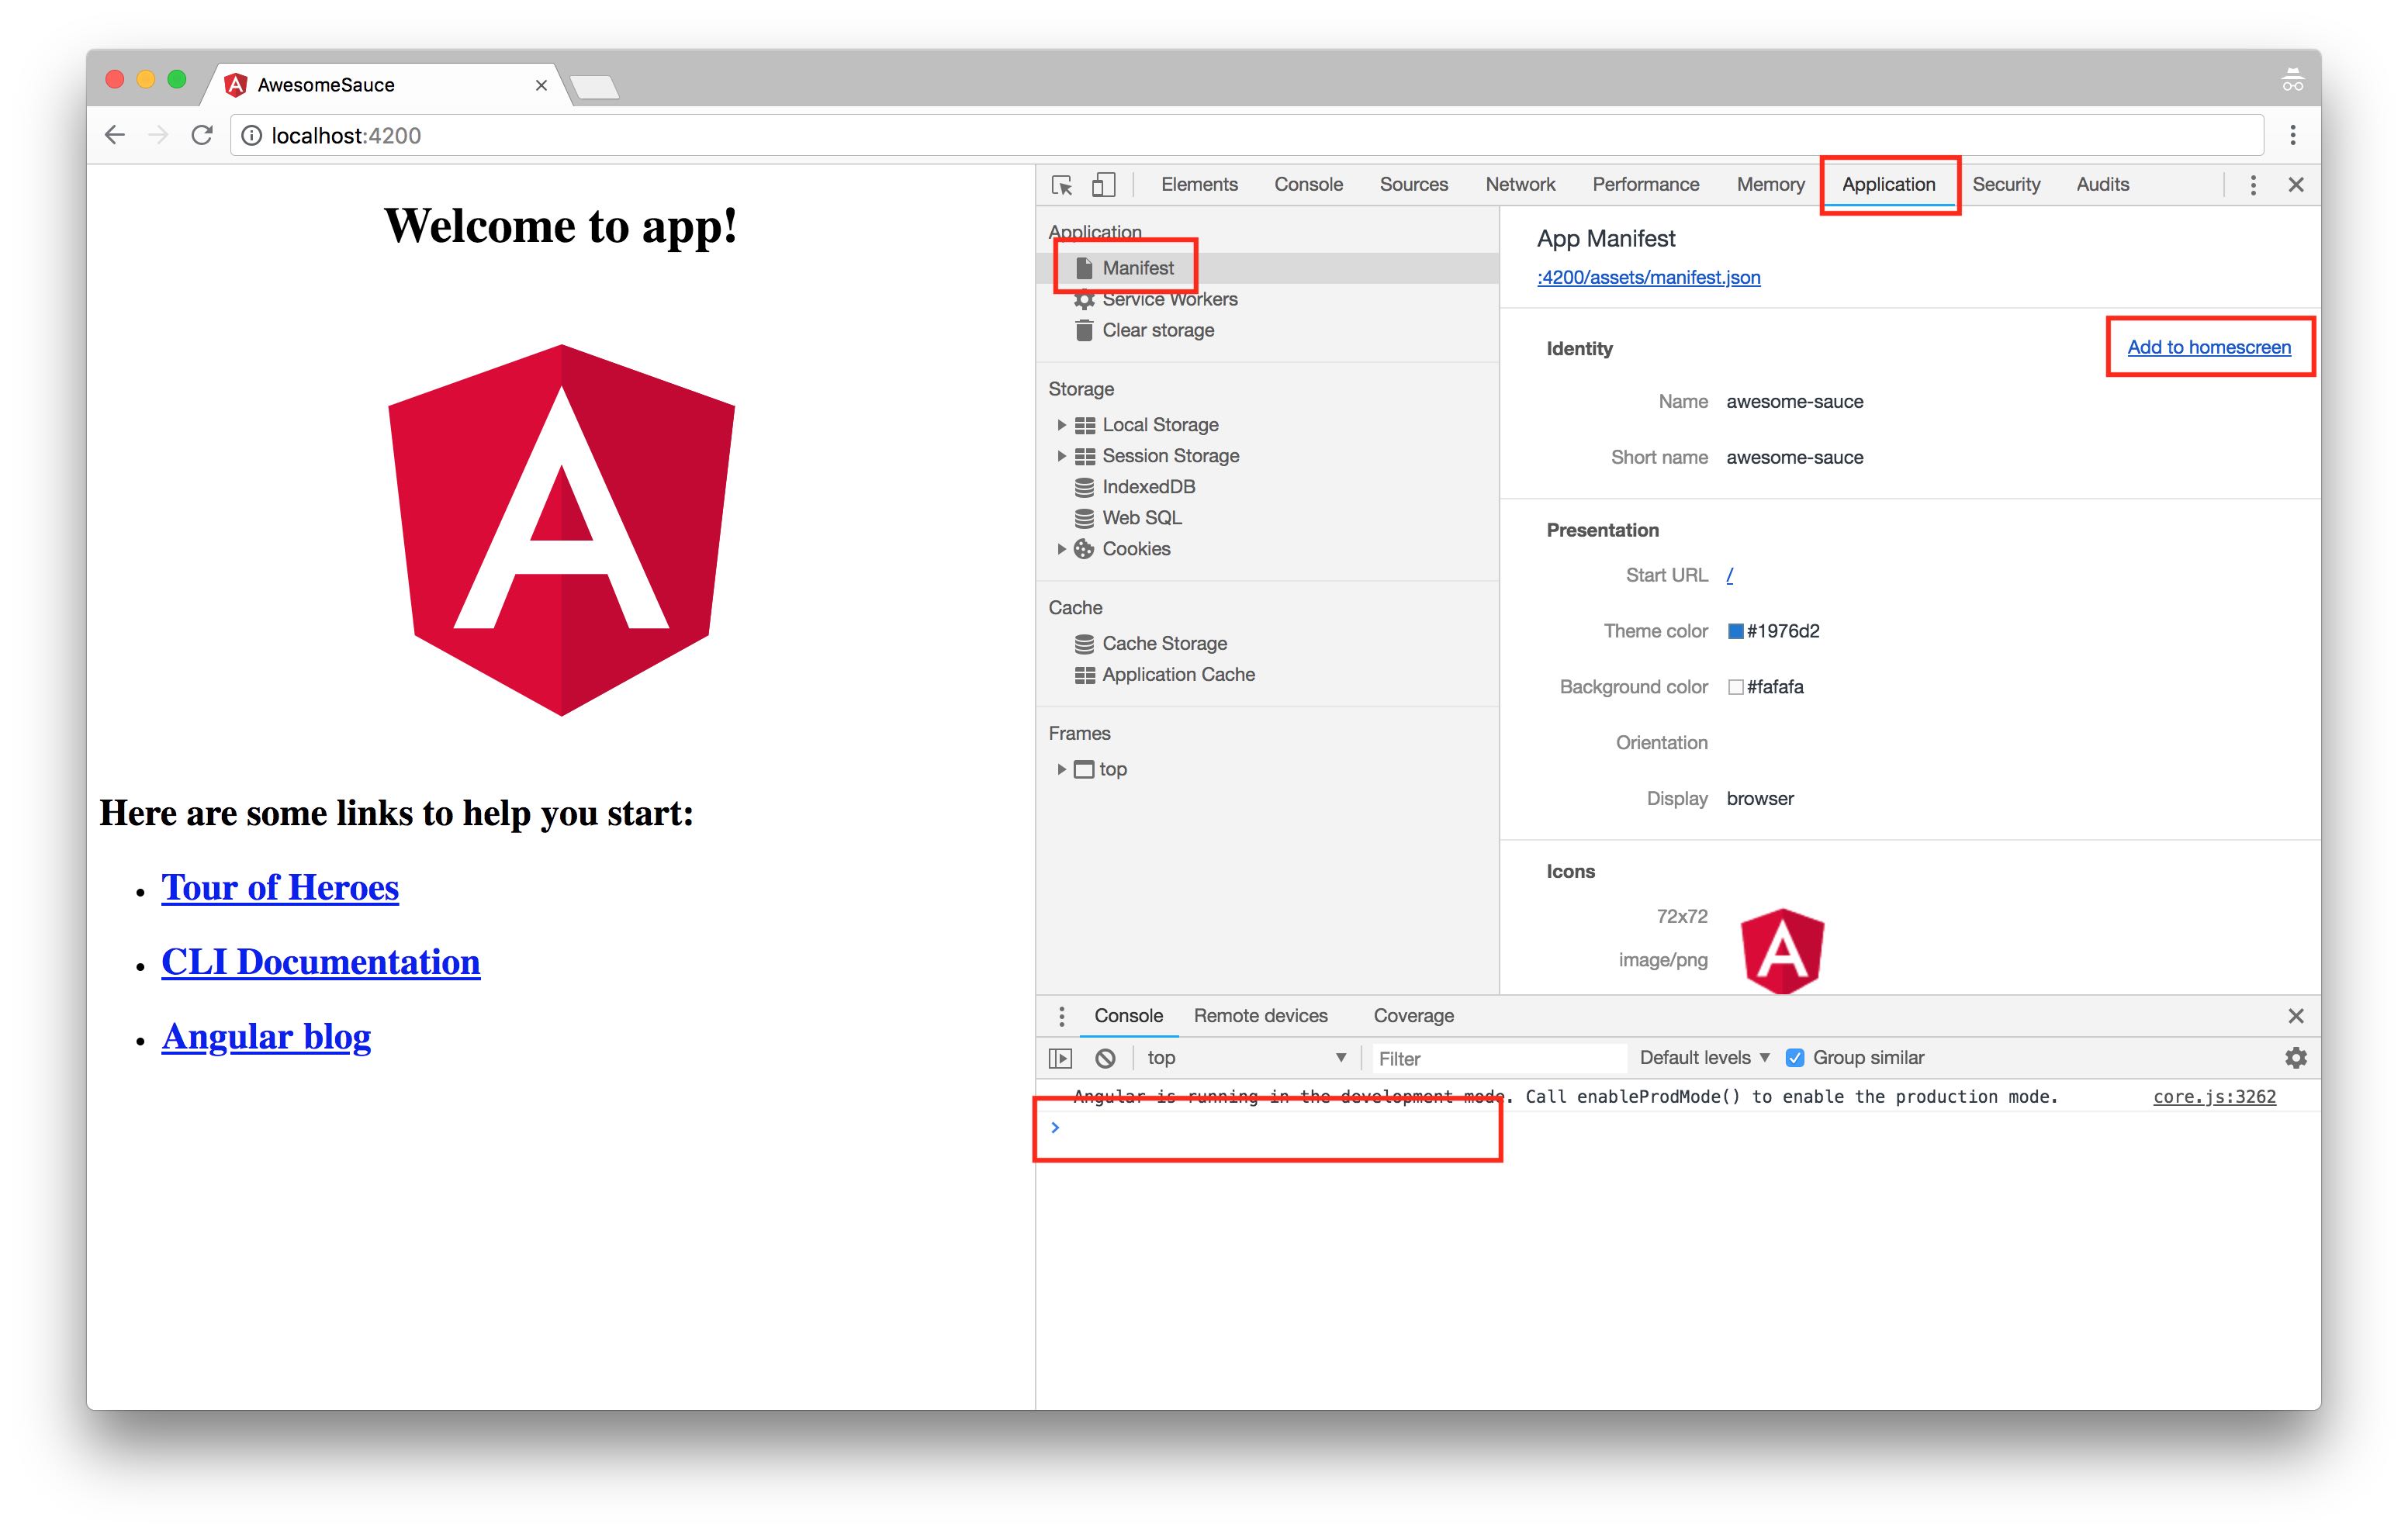 AwesomeSauce
localhost:4200
Welcome to app!
Here are some links to help you start:
Tour of Heroes
CLI Documentation
Angular blog
Elements Console Sources Network Performance Memory Application Security Audits
Application
Manifest
Service Workers
Clear storage
Storage
Local Storage
Session Storage
IndexedDB
Web SQL
Cookies
Cache
Cache Storage
Application Cache
Frames
top
App Manifest
:4200/assets/manifest.json
Identity Add to homescreen
Name awesome-sauce
Short name awesome-sauce
Presentation
Start URL /
Theme color #1976d2
Background color #fafafa
Orientation
Display browser
Icons
72x72
image/png
Console Remote devices Coverage
top Filter Default levels Group similar
Angular is running in the development mode. Call enableProdMode() to enable the production mode. core.js:3262
>